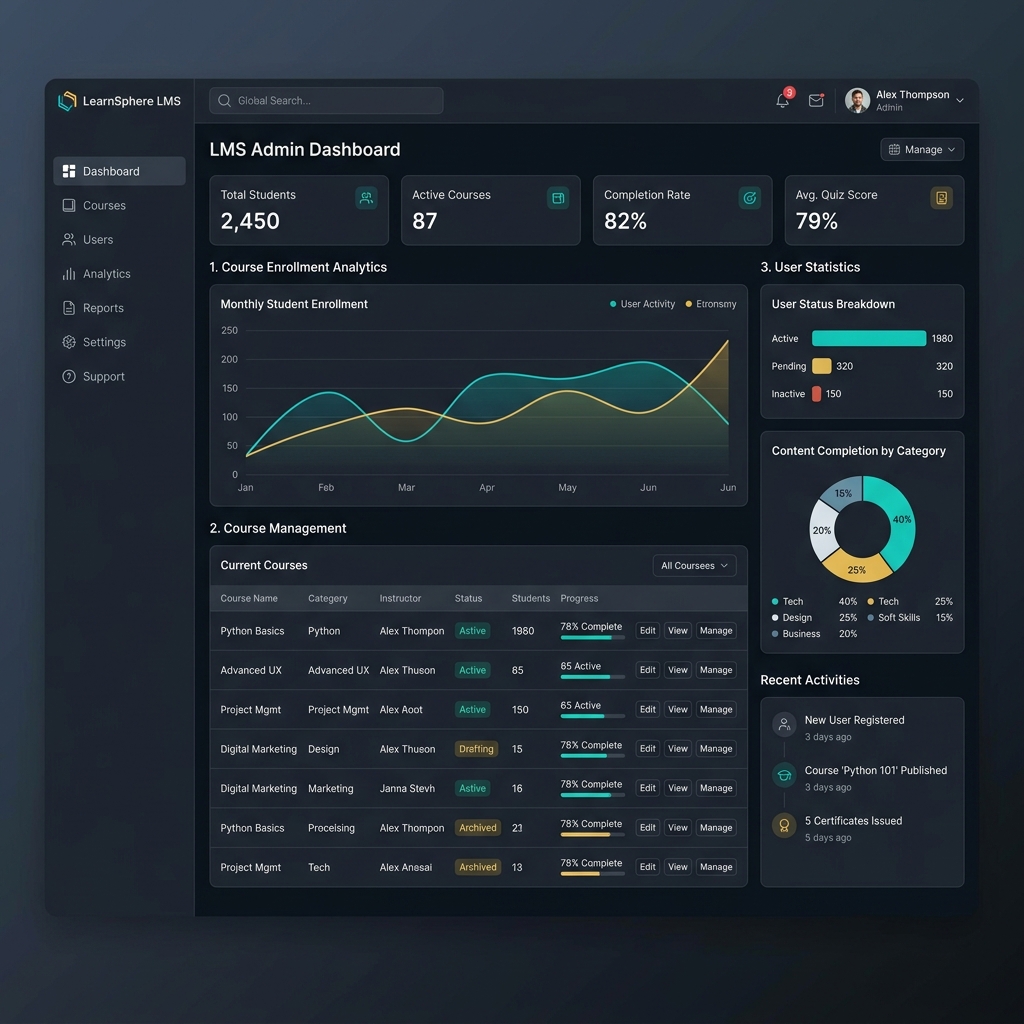 LearnSphere LMS
Global Search...
9
Alex Thompson
Admin
Dashboard
Courses
Users
Analytics
Reports
Settings
Support
LMS Admin Dashboard
Manage
Total Students
2,450
Active Courses
87
Completion Rate
82%
Avg. Quiz Score
79%
1. Course Enrollment Analytics
Monthly Student Enrollment
User Activity
Etronsmy
250
200
150
100
50
0
Jan Feb Mar Apr May Jun Jun
2. Course Management
Current Courses
All Coursees
Course Name Category Instructor Status Students Progress
Python Basics Python Alex Thompon Astive 1980 78% Complete Edit View Manage
Advanced UX Advanced UX Alex Thuson Active 85 65 Active Edit View Manage
Project Mgmt Project Mgmt Alex Aoot Active 150 65 Active Edit View Manage
Digital Marketing Design Alex Thueon Drafting 15 78% Complete Edit View Manage
Digital Marketing Marketing Janna Stevh Astive 16 78% Complete Edit View Manage
Python Basics Proceising Alex Thompon Archived 21 78% Complete Edit View Manage
Project Mgmt Tech Alex Anesai Arshived 13 78% Complete Edit View Manage
3. User Statistics
User Status Breakdown
Active 1980
Pending 320 320
Inactive 150 150
Content Completion by Category
15%
40%
20%
25%
Tech 40% Tech 25%
Design 25% Soft Skills 15%
Business 20%
Recent Activities
New User Registered
3 days ago
Course 'Python 101' Published
3 days ago
5 Certificates Issued
5 days ago